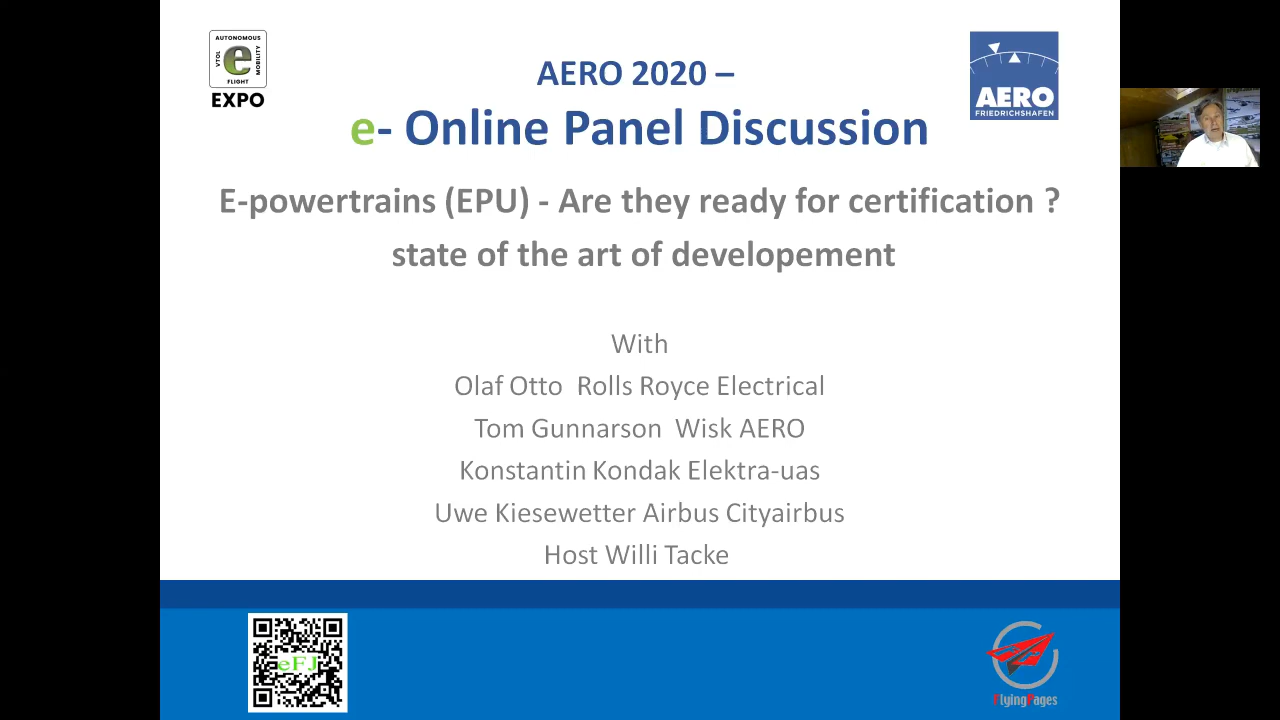 AUTONOMOUS
VTOL
e
MOBILITY
FLIGHT
EXPO
AERO 2020 –
e- Online Panel Discussion
AERO
FRIEDRICHSHAFEN
E-powertrains (EPU) - Are they ready for certification ?
state of the art of developement
With
Olaf Otto Rolls Royce Electrical
Tom Gunnarson Wisk AERO
Konstantin Kondak Elektra-uas
Uwe Kiesewetter Airbus Cityairbus
Host Willi Tacke
eFJ
FlyingPages